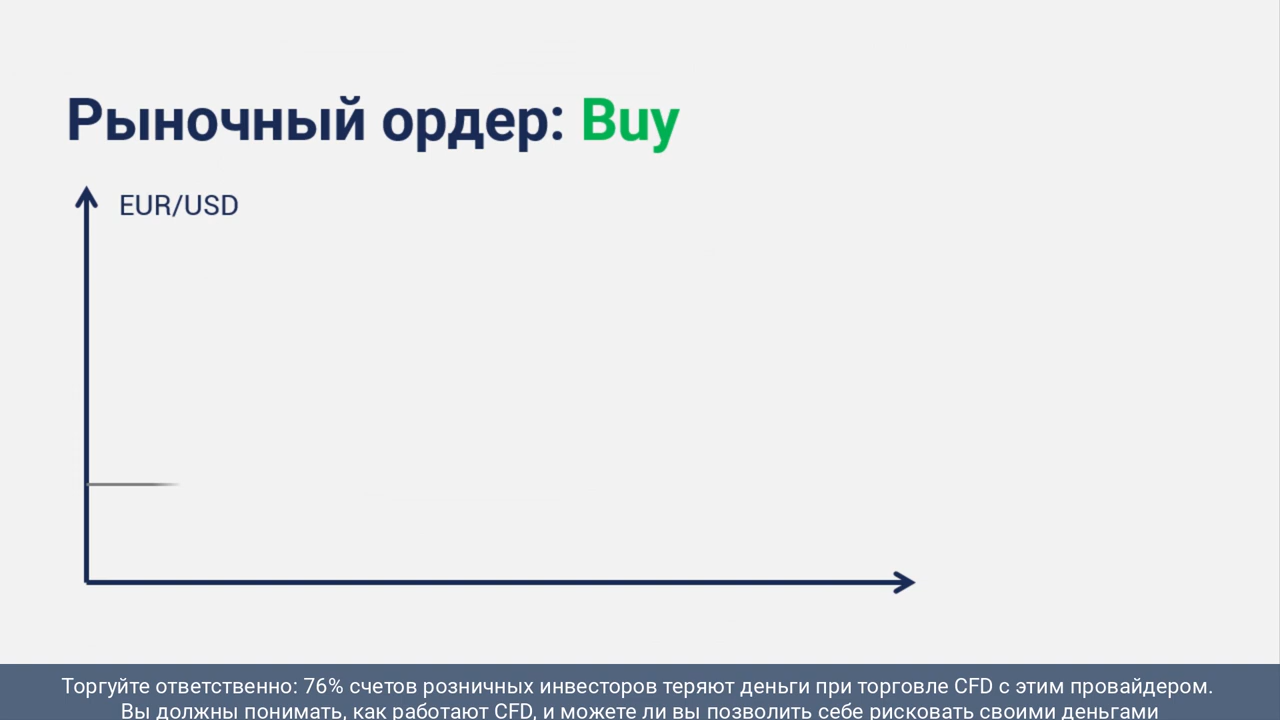 Рыночный ордер: Buy
EUR/USD
Торгуйте ответственно: 76% счетов розничных инвесторов теряют деньги при торговле CFD с этим провайдером.
Вы должны понимать, как работают CFD, и можете ли вы позволить себе рисковать своими деньгами